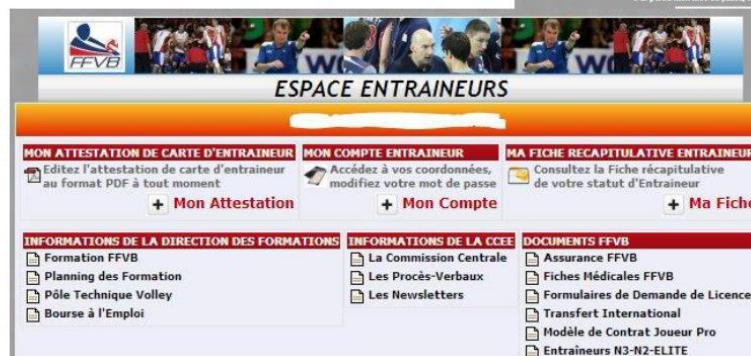 FFVB
ESPACE ENTRAINEURS
MON ATTESTATION DE CARTE D'ENTRAINEUR
Editez l'attestation de carte d'entraineur
au format PDF à tout moment
+ Mon Attestation
MON COMPTE ENTRAINEUR
Accédez à vos coordonnées,
modifiez votre mot de passe
+ Mon Compte
MA FICHE RECAPITULATIVE ENTRAINEUR
Consultez la Fiche récapitulative
de votre statut d'Entraineur
+ Ma Fiche
INFORMATIONS DE LA DIRECTION DES FORMATIONS
Formation FFVB
Planning des Formation
Pôle Technique Volley
Bourse à l'Emploi
INFORMATIONS DE LA CCEE
La Commission Centrale
Les Procès-Verbaux
Les Newsletters
DOCUMENTS FFVB
Assurance FFVB
Fiches Médicales FFVB
Formulaires de Demande de Licence
Transfert International
Modèle de Contrat Joueur Pro
Entraîneurs N3-N2-ELITE